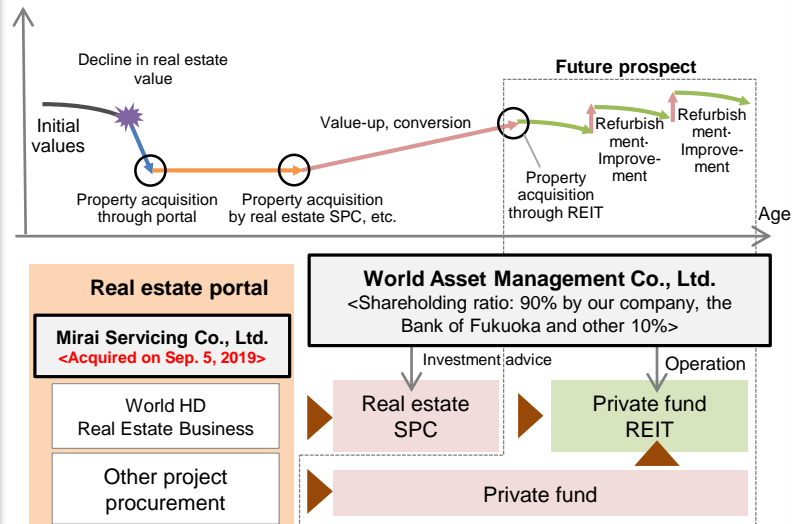 Decline in real estate
value
Future prospect
Initial
values
Value-up, conversion
Refurbish
ment·
Improve-
ment
Refurbish
ment·
Improve-
ment
Property acquisition
through portal
Property acquisition
by real estate SPC, etc.
Property
acquisition
through REIT
Age
Real estate portal
World Asset Management Co., Ltd.
<Shareholding ratio: 90% by our company, the
Bank of Fukuoka and other 10%>
Mirai Servicing Co., Ltd.
<Acquired on Sep. 5, 2019>
Investment advice
Operation
World HD
Real Estate Business
Real estate
SPC
Private fund
REIT
Other project
procurement
Private fund